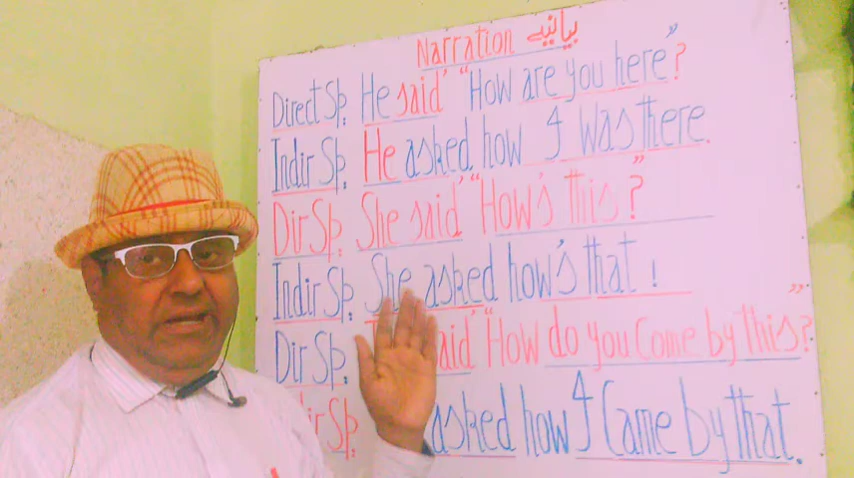 Narration بیانیے
Direct Sp. He said' "How are you here"?
Indir Sp. He asked how I was there.
Dir Sp. She said' "How's this"?
Indir Sp. She asked how's that !
Dir Sp. said' "How do you Come by this"?
Sp. asked how I Came by that.